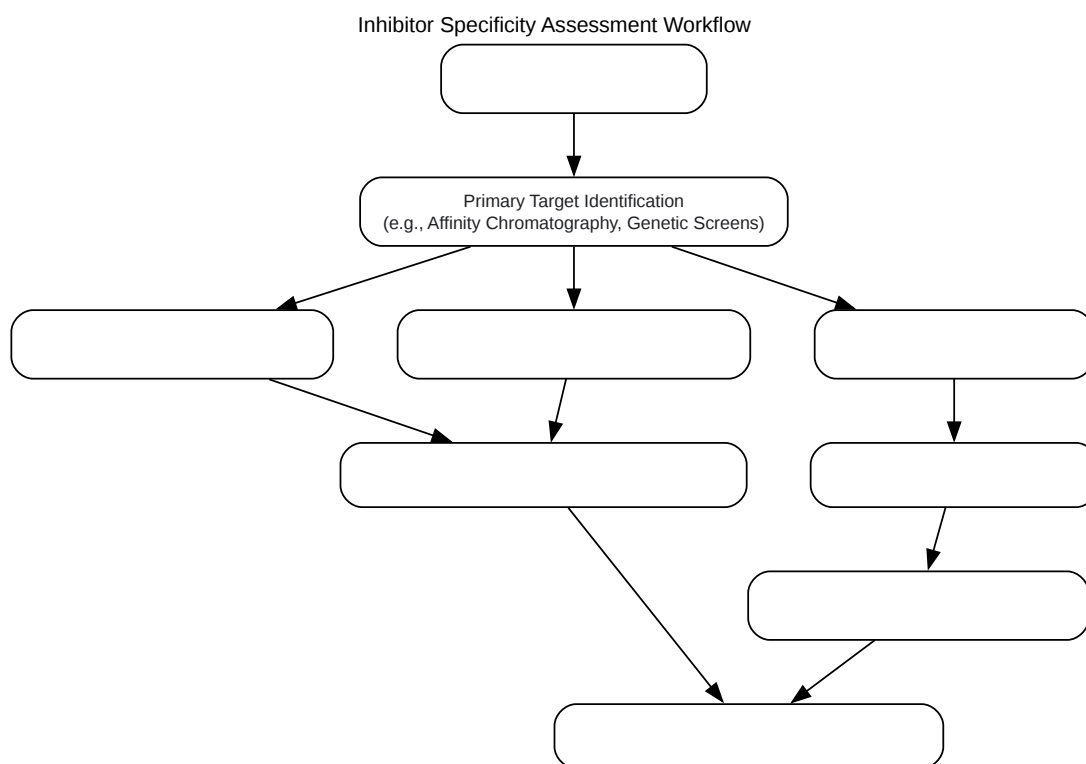 Inhibitor Specificity Assessment Workflow
Primary Target Identification
(e.g., Affinity Chromatography, Genetic Screens)